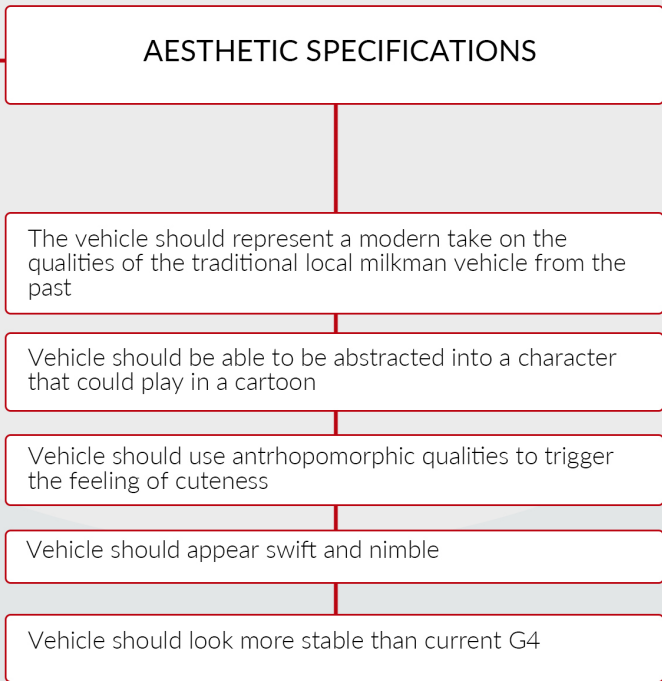 AESTHETIC SPECIFICATIONS
The vehicle should represent a modern take on the
qualities of the traditional local milkman vehicle from the
past
Vehicle should be able to be abstracted into a character
that could play in a cartoon
Vehicle should use antrhopomorphic qualities to trigger
the feeling of cuteness
Vehicle should appear swift and nimble
Vehicle should look more stable than current G4